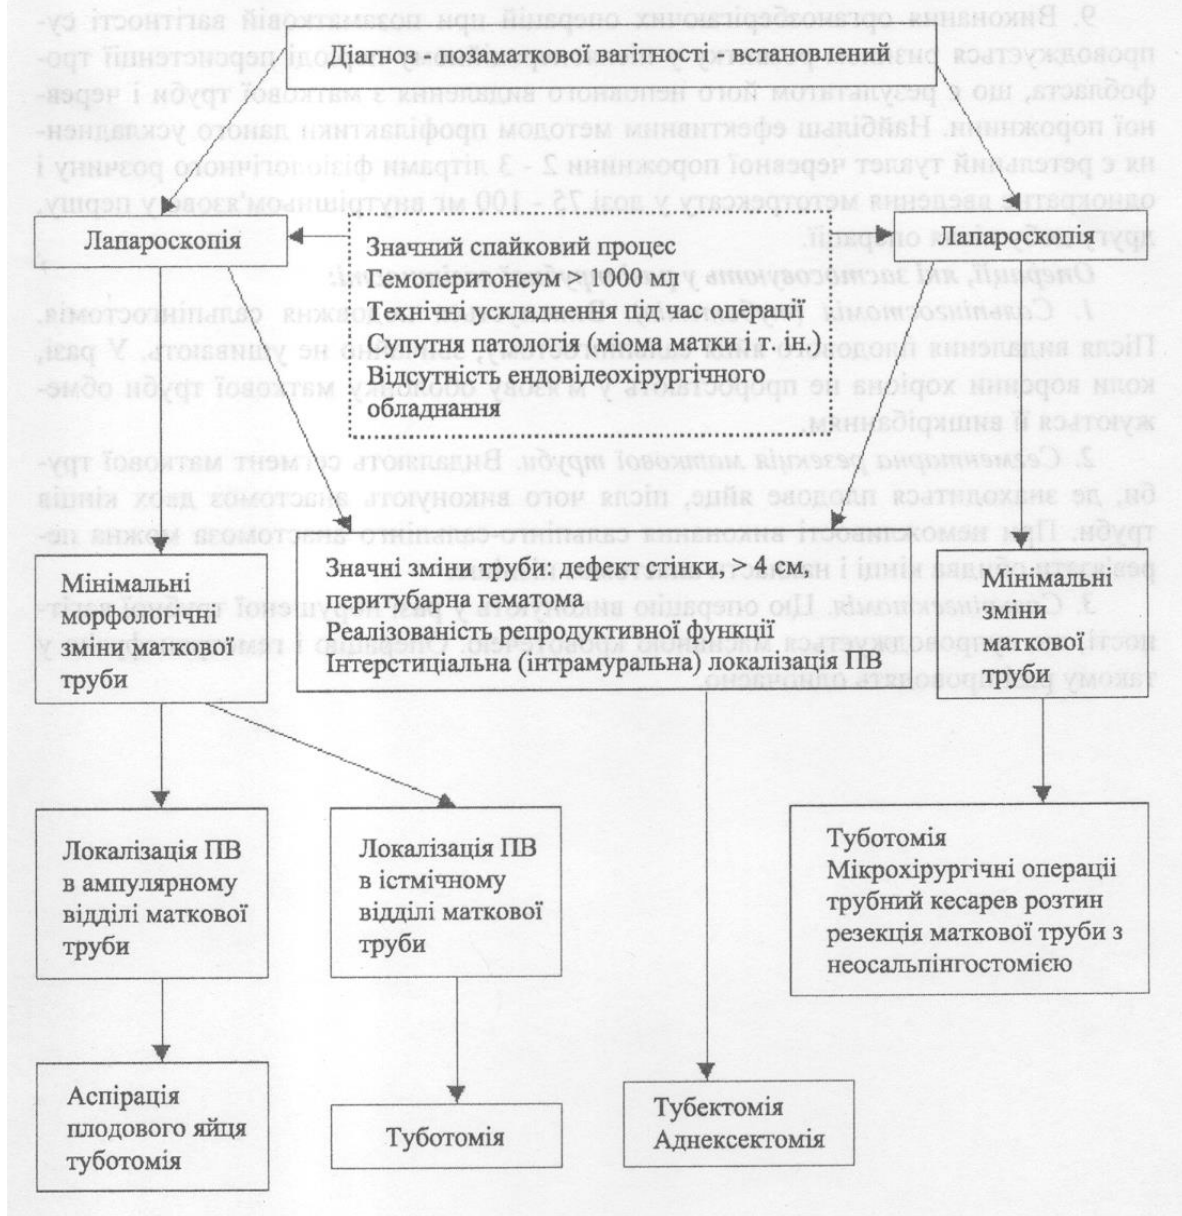 Діагноз - позаматкової вагітності - встановлений
Лапароскопія
Значний спайковий процес
Гемоперитонеум ~ 1000 мл
Технічні ускладнення під час операції
Супутня патологія (міома матки і т. ін.)
Відсутність ендовідеохірургічного
обладнання
Лапароскопія
Мінімальні
морфологічні
зміни маткової
труби
Значні зміни труби: дефект стінки, > 4 см,
перитубарна гематома
Реалізованість репродуктивної функції
Інтерстиціальна (інтрамуральна) локалізація ПВ
Мінімальні
зміни
маткової
труби
Локалізація ПВ
в ампулярному
відділі маткової
труби
Локалізація ПВ
в істмічному
відділі маткової
труби
Туботомія
Мікрохірургічні операціі
трубний кесарев розтин
резекція маткової труби з
неосальпінгостомією
Аспірація
плодового яйця
туботомія
Туботомія
Тубектомія
Аднексектомія